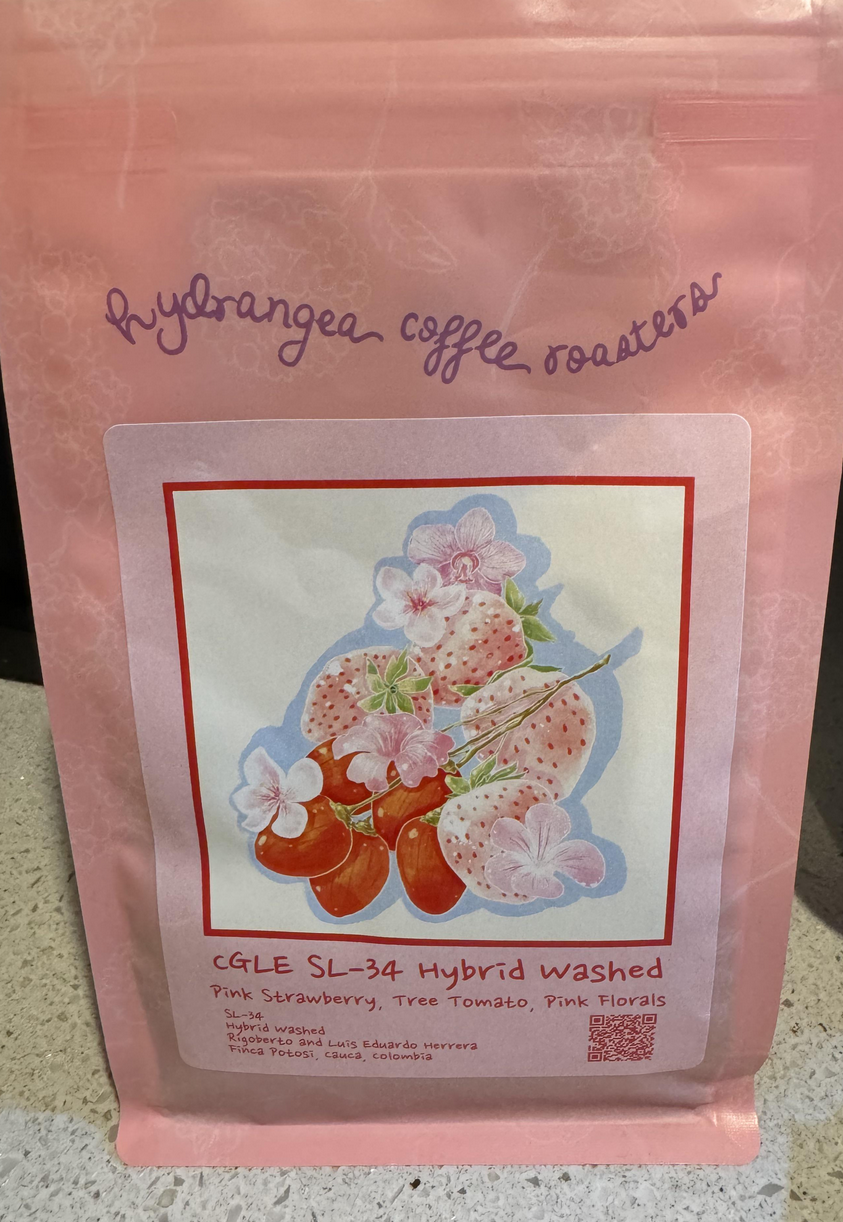 hydrangea coffee roasters
CGLE SL-34 Hybrid Washed
Pink Strawberry, Tree Tomato, Pink Florals
SL-34
Hybrid Washed
Rigoberto and Luis Eduardo Herrera
Finca Potosi, Cauca, Colombia